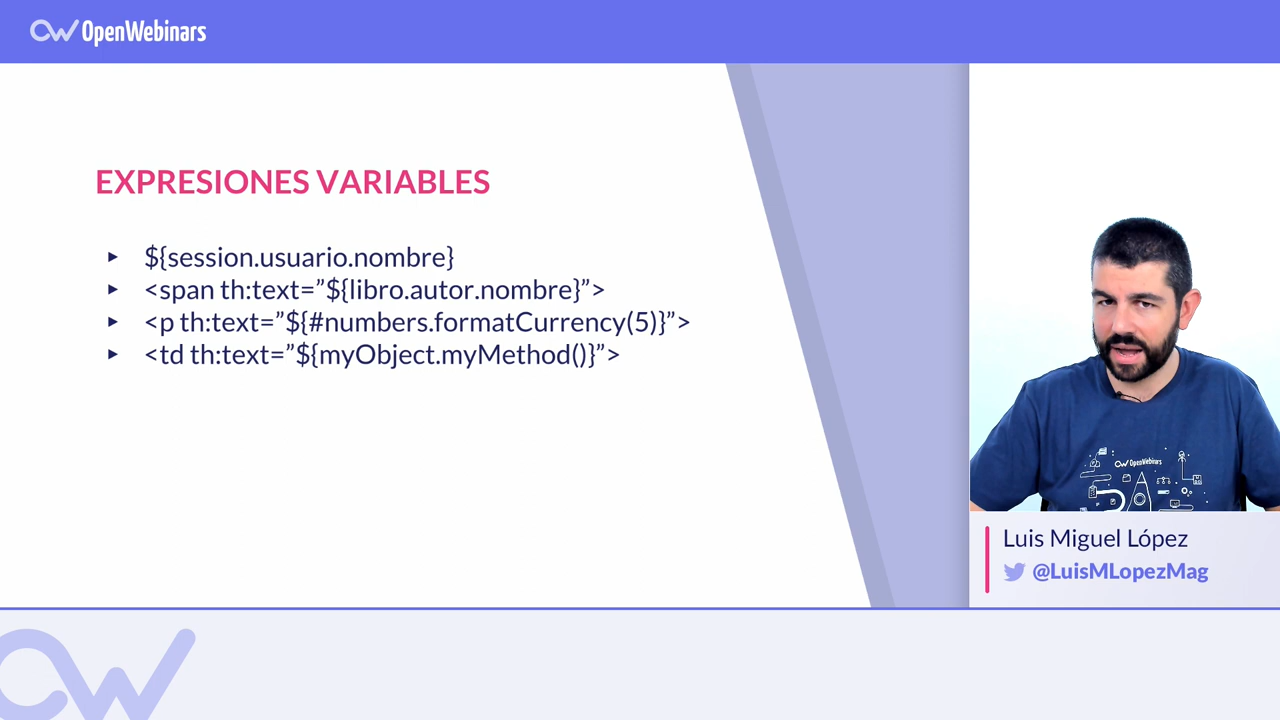 OpenWebinars
EXPRESIONES VARIABLES
▸ ${session.usuario.nombre}
▸ <span th:text=”${libro.autor.nombre}”>
▸ <p th:text=”${#numbers.formatCurrency(5)}”>
▸ <td th:text=”${myObject.myMethod()}”>
OpenWebinars
Luis Miguel López
@LuisMLopezMag